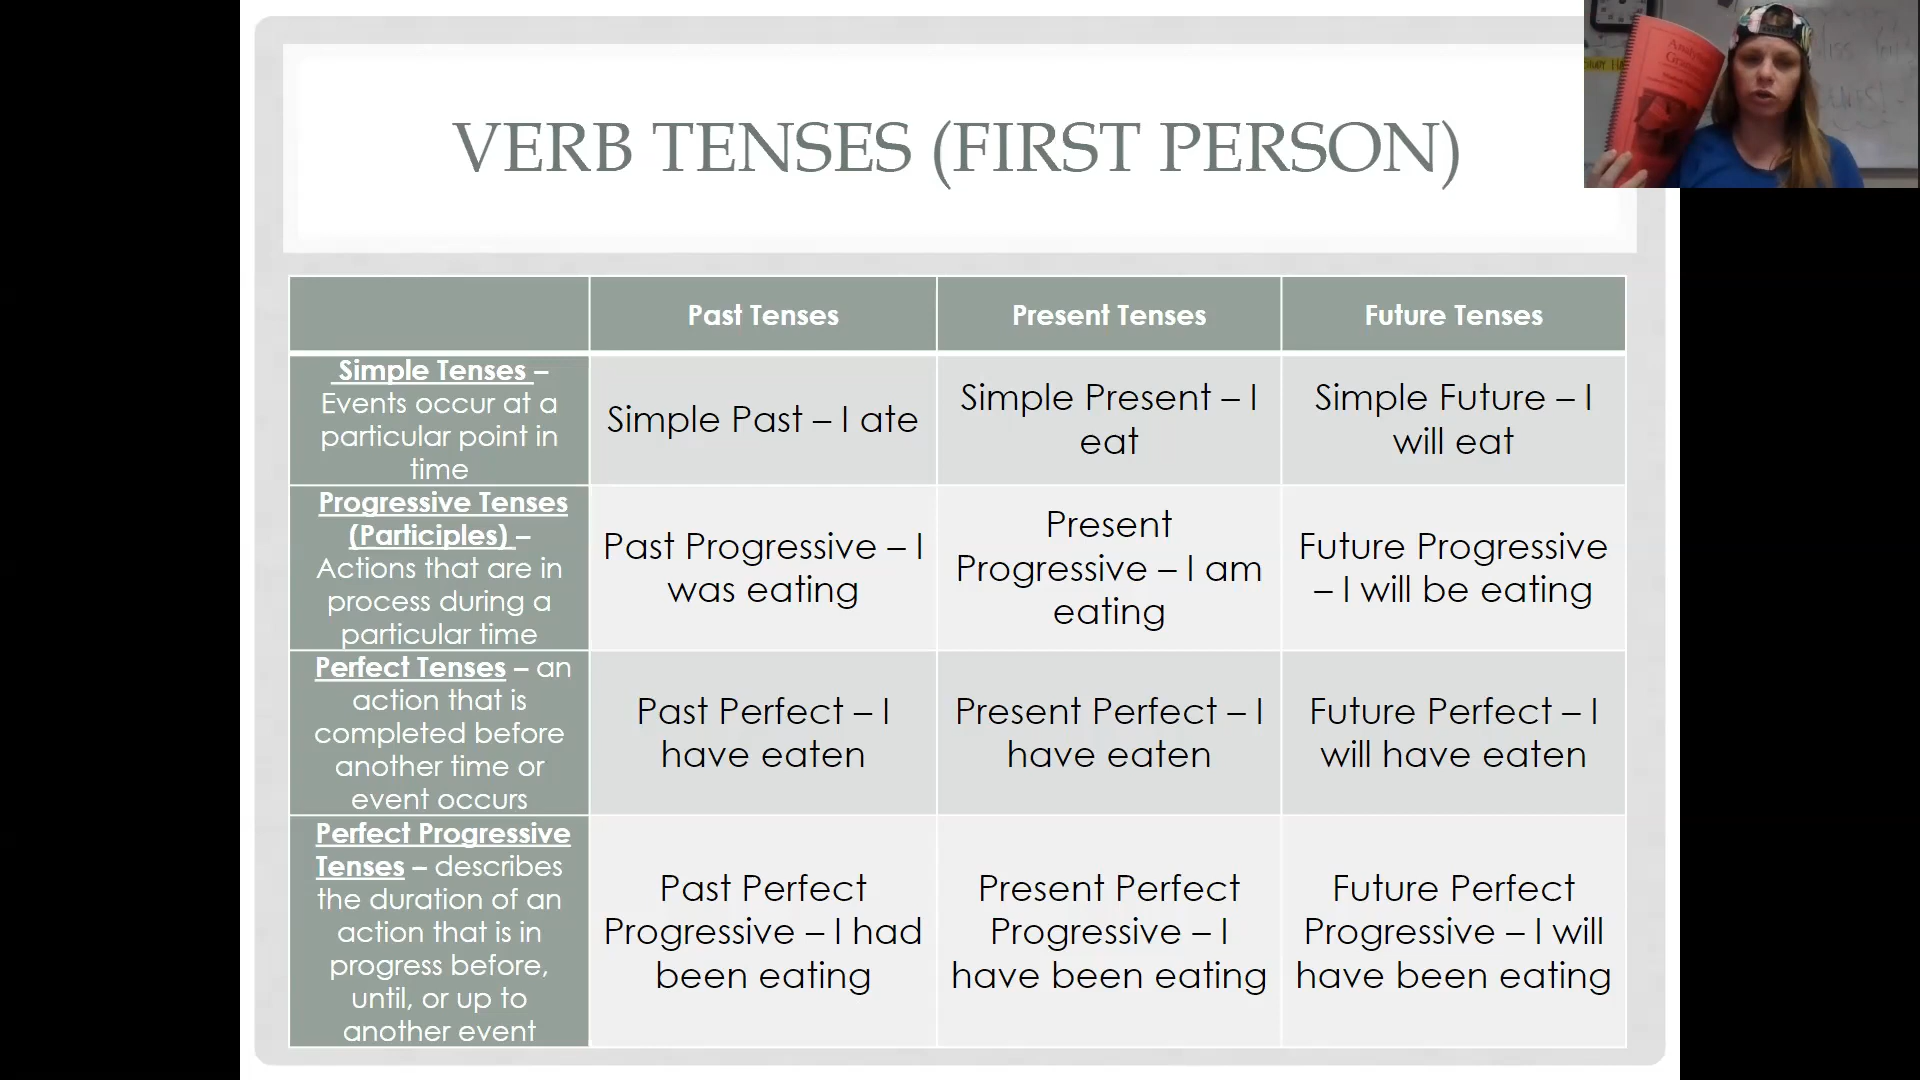 VERB TENSES (FIRST PERSON)
Past Tenses
Present Tenses
Future Tenses
Simple Tenses –
Events occur at a
particular point in
time
Simple Past – I ate
Simple Present – I
eat
Simple Future – I
will eat
Progressive Tenses
(Participles) –
Actions that are in
process during a
particular time
Past Progressive – I
was eating
Present
Progressive – I am
eating
Future Progressive
– I will be eating
Perfect Tenses – an
action that is
completed before
another time or
event occurs
Past Perfect – I
have eaten
Present Perfect – I
have eaten
Future Perfect – I
will have eaten
Perfect Progressive
Tenses – describes
the duration of an
action that is in
progress before,
until, or up to
another event
Past Perfect
Progressive – I had
been eating
Present Perfect
Progressive – I
have been eating
Future Perfect
Progressive – I will
have been eating